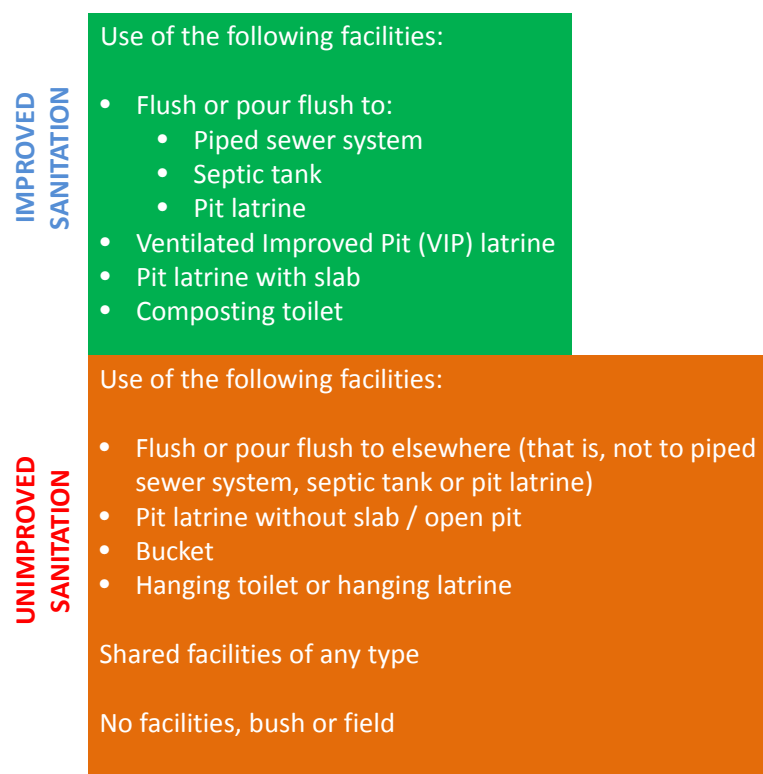 IMPROVED
SANITATION
Use of the following facilities:
• Flush or pour flush to:
• Piped sewer system
• Septic tank
• Pit latrine
• Ventilated Improved Pit (VIP) latrine
• Pit latrine with slab
• Composting toilet
UNIMPROVED
SANITATION
Use of the following facilities:
• Flush or pour flush to elsewhere (that is, not to piped
sewer system, septic tank or pit latrine)
• Pit latrine without slab / open pit
• Bucket
• Hanging toilet or hanging latrine
Shared facilities of any type
No facilities, bush or field